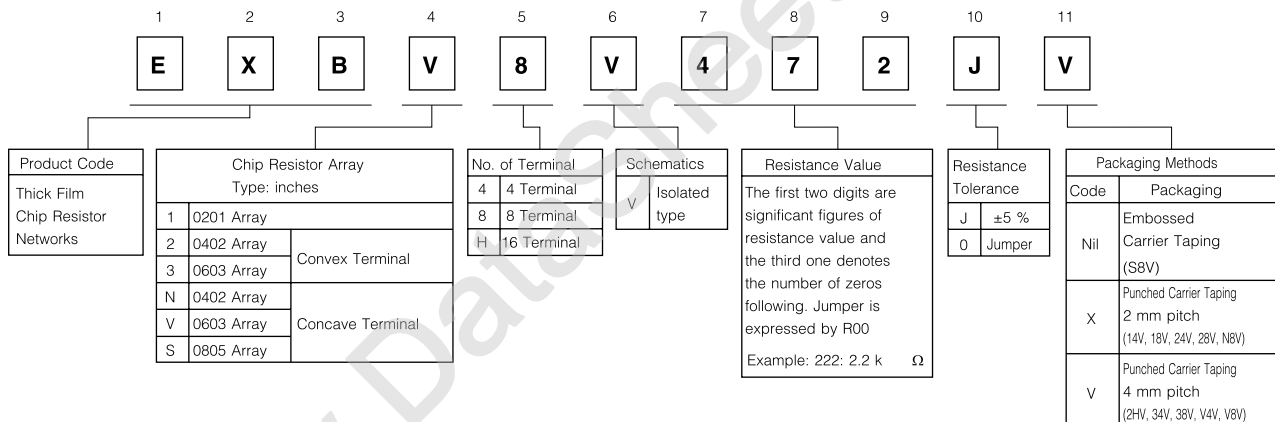 1 2 3 4 5 6 7 8 9 10 11
E X B V 8 V 4 7 2 J V
Product Code
Thick Film
Chip Resistor
Networks
Chip Resistor Array
Type: inches
1 0201 Array
2 0402 Array
3 0603 Array
Convex Terminal
N 0402 Array
V 0603 Array
S 0805 Array
Concave Terminal
No. of Terminal
4 4 Terminal
8 8 Terminal
H 16 Terminal
Schematics
V Isolated
type
Resistance Value
The first two digits are
significant figures of
resistance value and
the third one denotes
the number of zeros
following. Jumper is
expressed by R00
Example: 222: 2.2 k Ω
Resistance
Tolerance
J ±5 %
0 Jumper
Packaging Methods
Code Packaging
Nil
Embossed
Carrier Taping
(S8V)
X
Punched Carrier Taping
2 mm pitch
(14V, 18V, 24V, 28V, N8V)
V
Punched Carrier Taping
4 mm pitch
(2HV, 34V, 38V, V4V, V8V)
DataShee